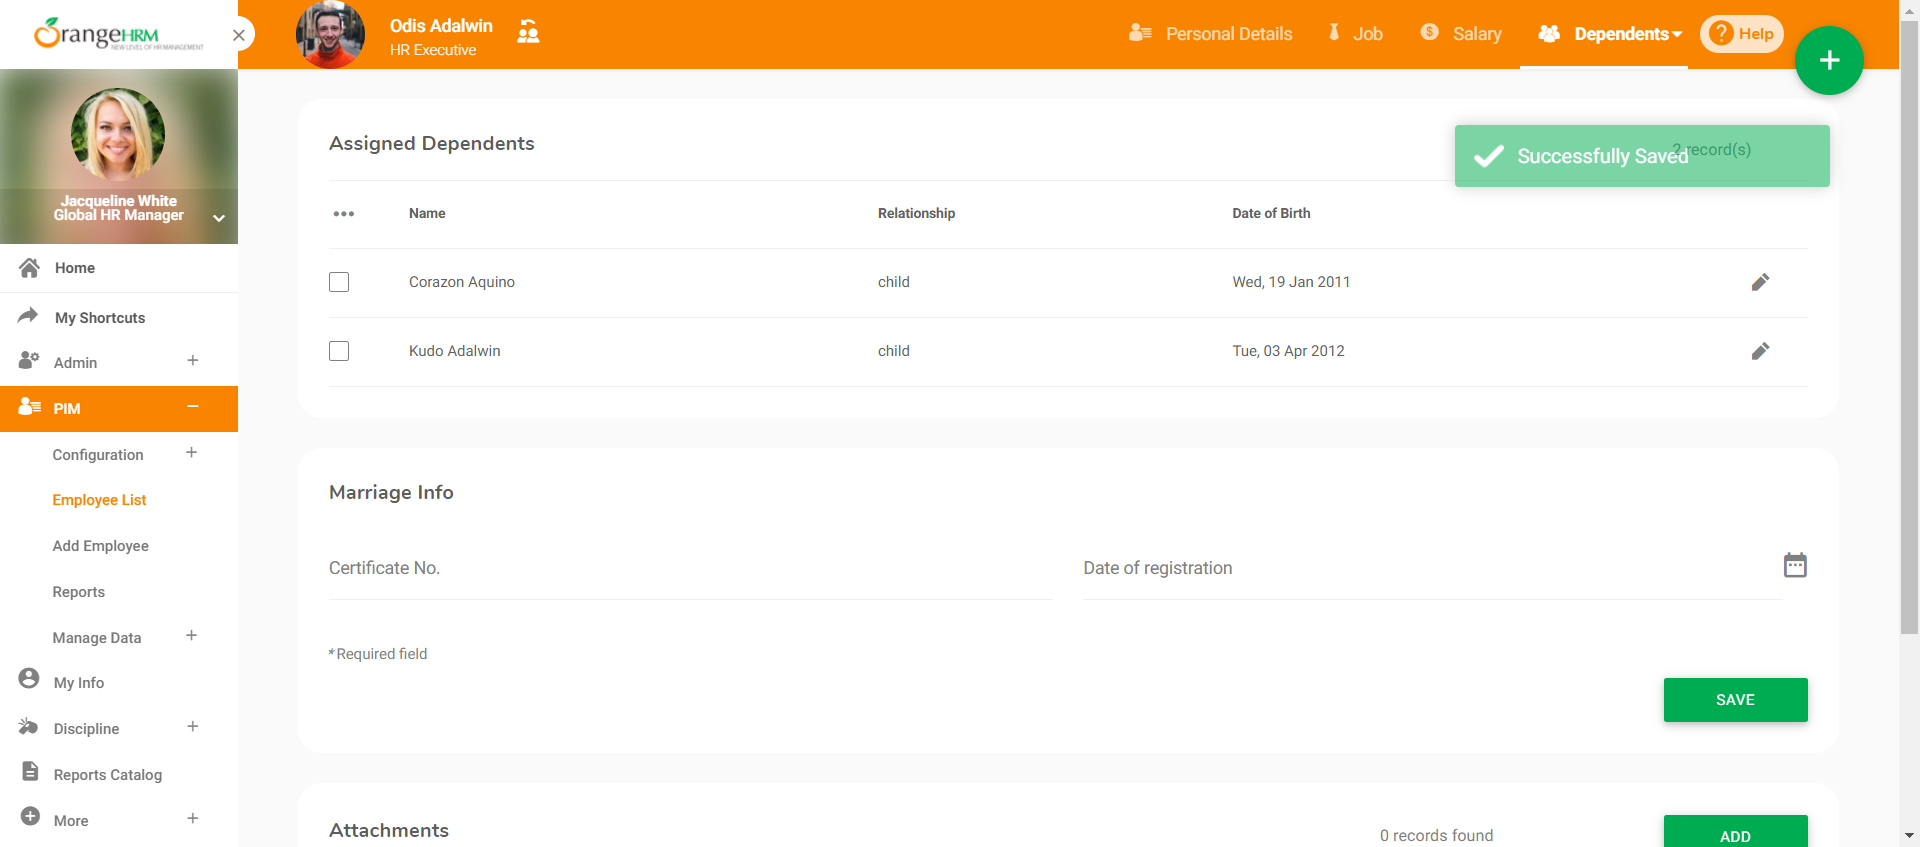 OrangeHRM
NEW LEVEL OF HR MANAGEMENT
Odis Adalwin
HR Executive
Personal Details
Job
Salary
Dependents
Help
Jacqueline White
Global HR Manager
Home
My Shortcuts
Admin
PIM
Configuration
Employee List
Add Employee
Reports
Manage Data
My Info
Discipline
Reports Catalog
More
Assigned Dependents
2 record(s)
Successfully Saved
Name Relationship Date of Birth
Corazon Aquino child Wed, 19 Jan 2011
Kudo Adalwin child Tue, 03 Apr 2012
Marriage Info
Certificate No. Date of registration
* Required field
SAVE
Attachments 0 records found ADD